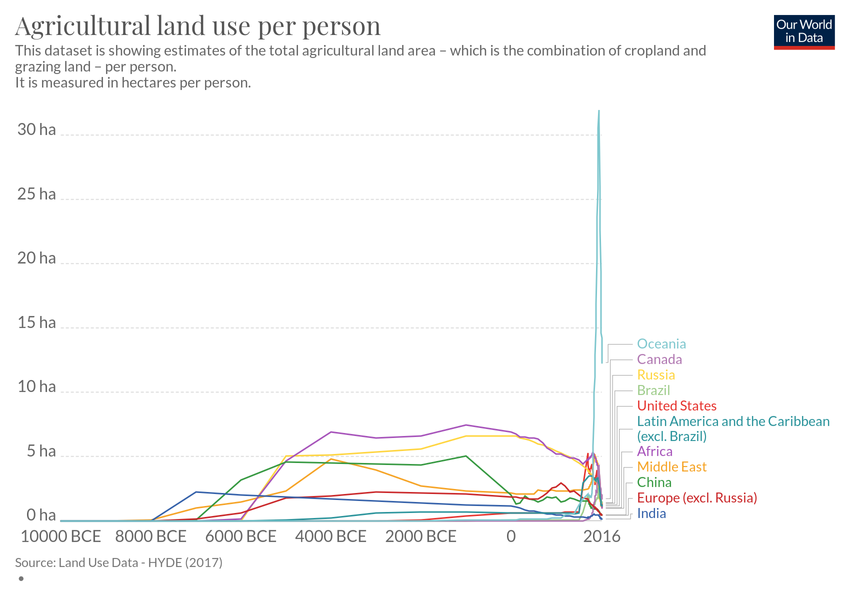 Agricultural land use per person
Our World
in Data
This dataset is showing estimates of the total agricultural land area – which is the combination of cropland and
grazing land – per person.
It is measured in hectares per person.
30 ha
25 ha
20 ha
15 ha
10 ha
5 ha
0 ha
10000 BCE
8000 BCE
6000 BCE
4000 BCE
2000 BCE
0
2016
Oceania
Canada
Russia
Brazil
United States
Latin America and the Caribbean
(excl. Brazil)
Africa
Middle East
China
Europe (excl. Russia)
India
Source: Land Use Data - HYDE (2017)
•